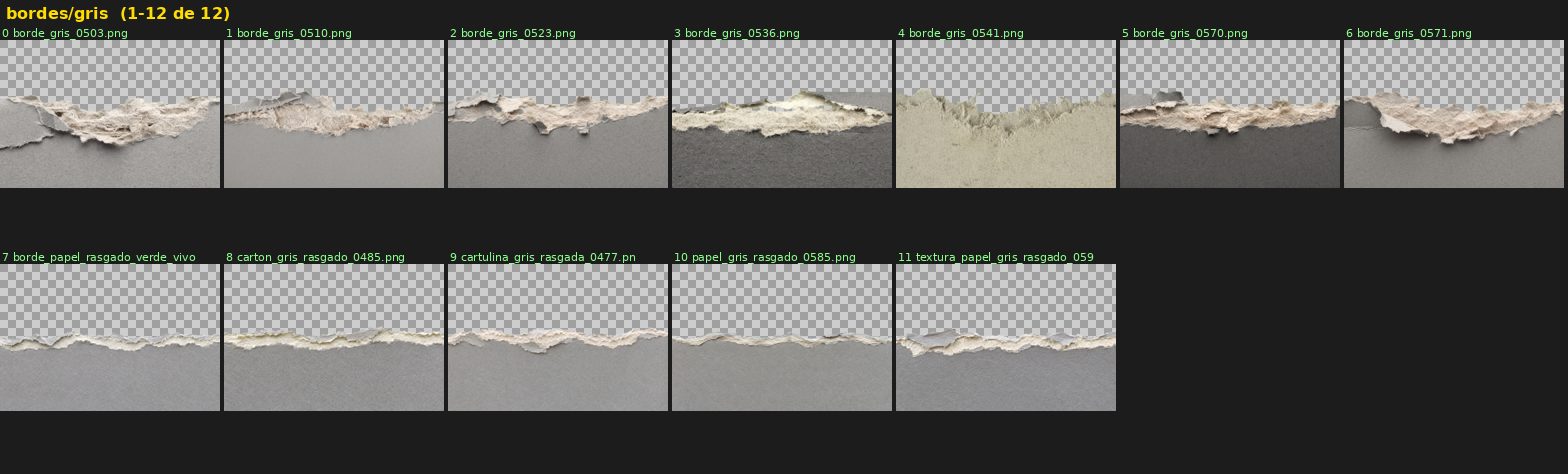 bordes/gris (1-12 de 12)
0 borde_gris_0503.png
1 borde_gris_0510.png
2 borde_gris_0523.png
3 borde_gris_0536.png
4 borde_gris_0541.png
5 borde_gris_0570.png
6 borde_gris_0571.png
7 borde_papel_rasgado_verde_vivo
8 carton_gris_rasgado_0485.png
9 cartulina_gris_rasgada_0477.pn
10 papel_gris_rasgado_0585.png
11 textura_papel_gris_rasgado_059